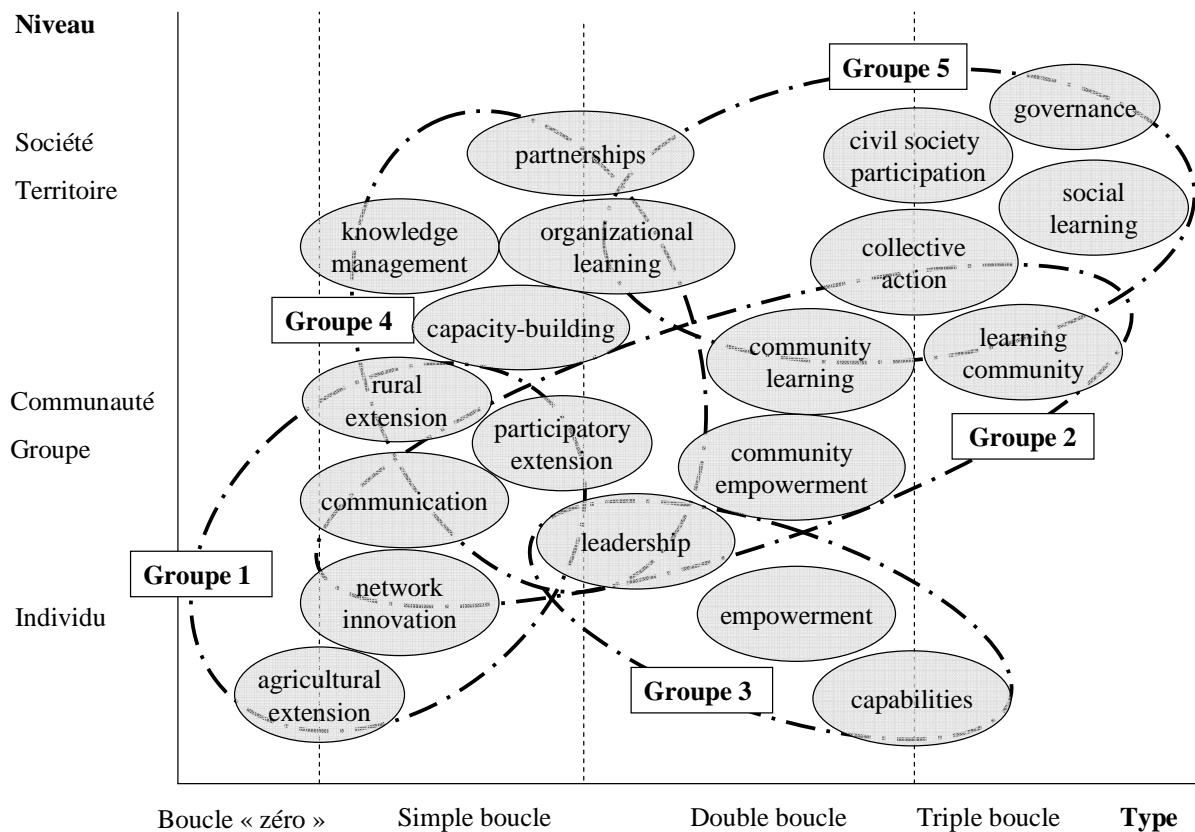 Niveau
Groupe 5
governance
Société
partnerships
civil society
participation
Territoire
social
learning
knowledge
management
organizational
learning
collective
action
Groupe 4
capacity-building
community
learning
learning
community
rural
extension
Communauté
participatory
extension
Groupe 2
Groupe
community
empowerment
communication
leadership
Groupe 1
network
innovation
Individu
empowerment
agricultural
extension
Groupe 3
capabilities
Boucle « zéro »
Simple boucle
Double boucle
Triple boucle
Type